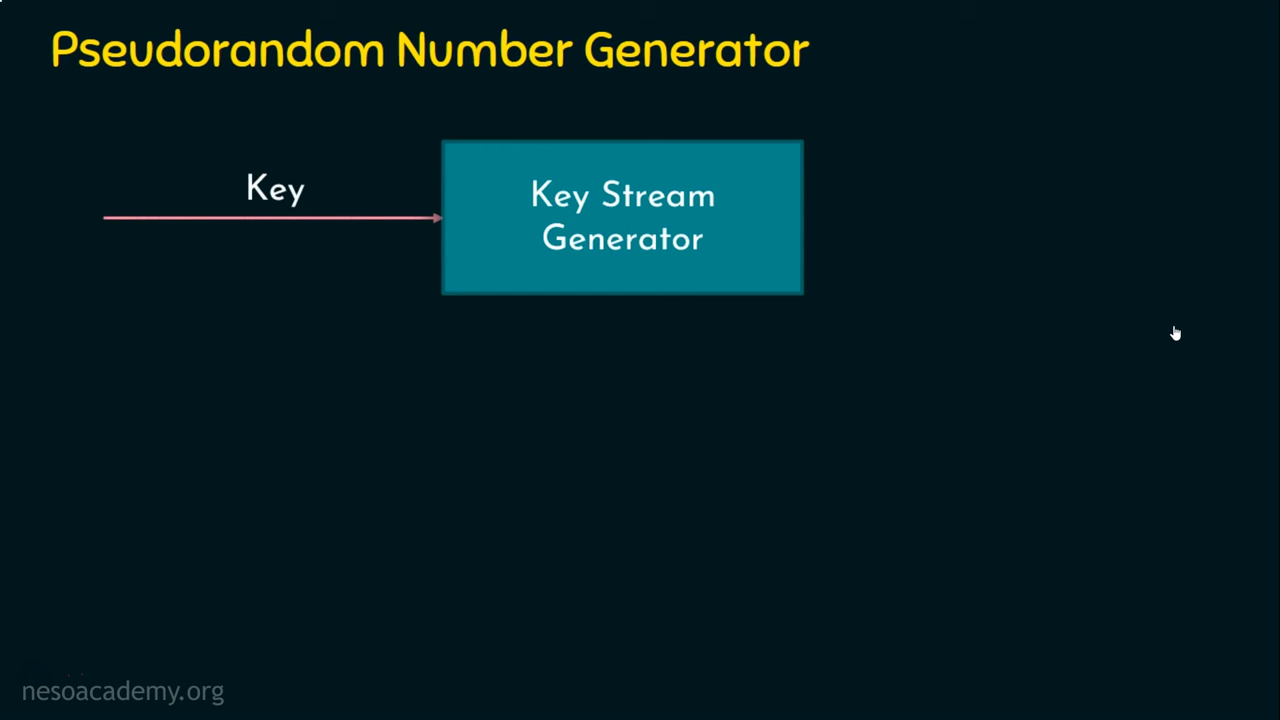 Pseudorandom Number Generator
Key
Key Stream
Generator
nesoacademy.org